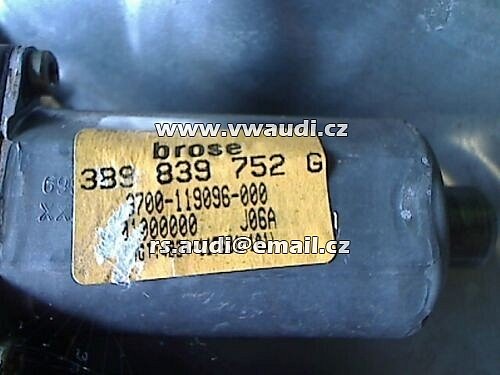 www.vwaudi.cz
brose
3B9 839 752 G
3700-119096-000
J06A
rs.audi@email.cz